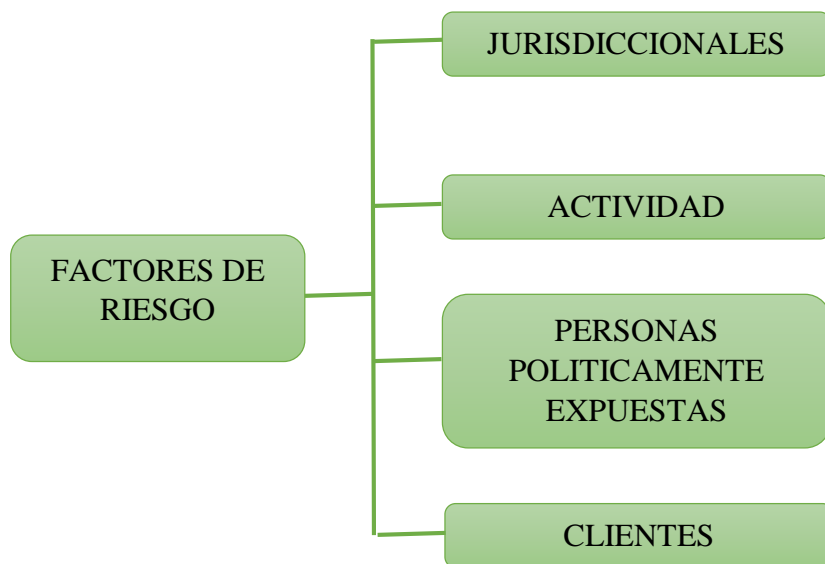 FACTORES DE
RIESGO
JURISDICCIONALES
ACTIVIDAD
PERSONAS
POLITICAMENTE
EXPUESTAS
CLIENTES